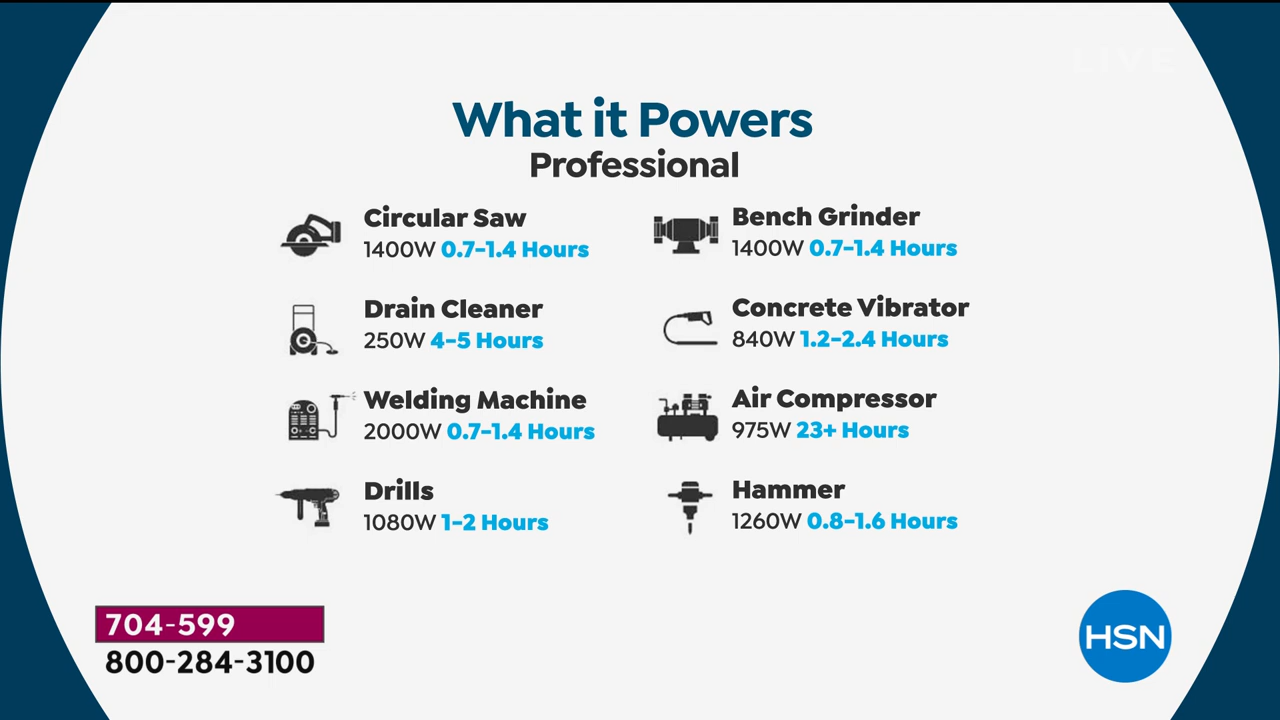 LIVE
What it Powers
Professional
Circular Saw
1400W 0.7-1.4 Hours
Bench Grinder
1400W 0.7-1.4 Hours
Drain Cleaner
250W 4-5 Hours
Concrete Vibrator
840W 1.2-2.4 Hours
Welding Machine
2000W 0.7-1.4 Hours
Air Compressor
975W 23+ Hours
Drills
1080W 1-2 Hours
Hammer
1260W 0.8-1.6 Hours
704-599
800-284-3100
HSN